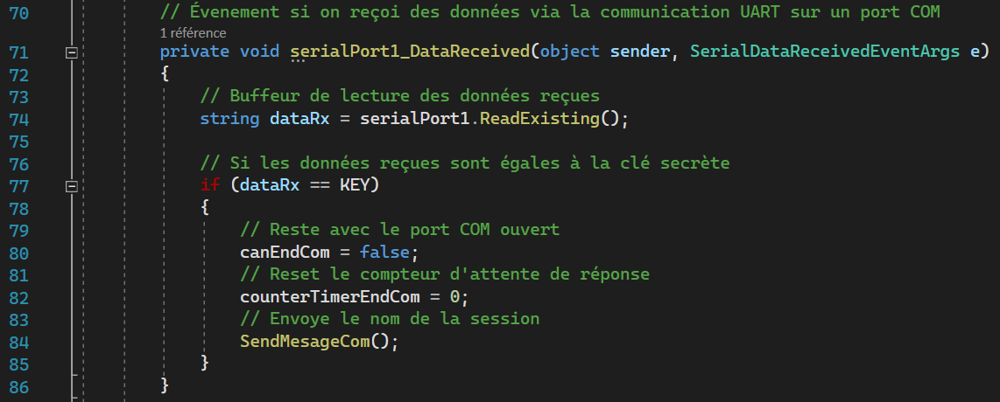 70 // Évenement si on reçoi des données via la communication UART sur un port COM
1 référence
71 private void serialPort1_DataReceived(object sender, SerialDataReceivedEventArgs e)
72 {
73 // Buffeur de lecture des données reçues
74 string dataRx = serialPort1.ReadExisting();
75
76 // Si les données reçues sont égales à la clé secrète
77 if (dataRx == KEY)
78 {
79 // Reste avec le port COM ouvert
80 canEndCom = false;
81 // Reset le compteur d'attente de réponse
82 counterTimerEndCom = 0;
83 // Envoye le nom de la session
84 SendMesageCom();
85 }
86 }